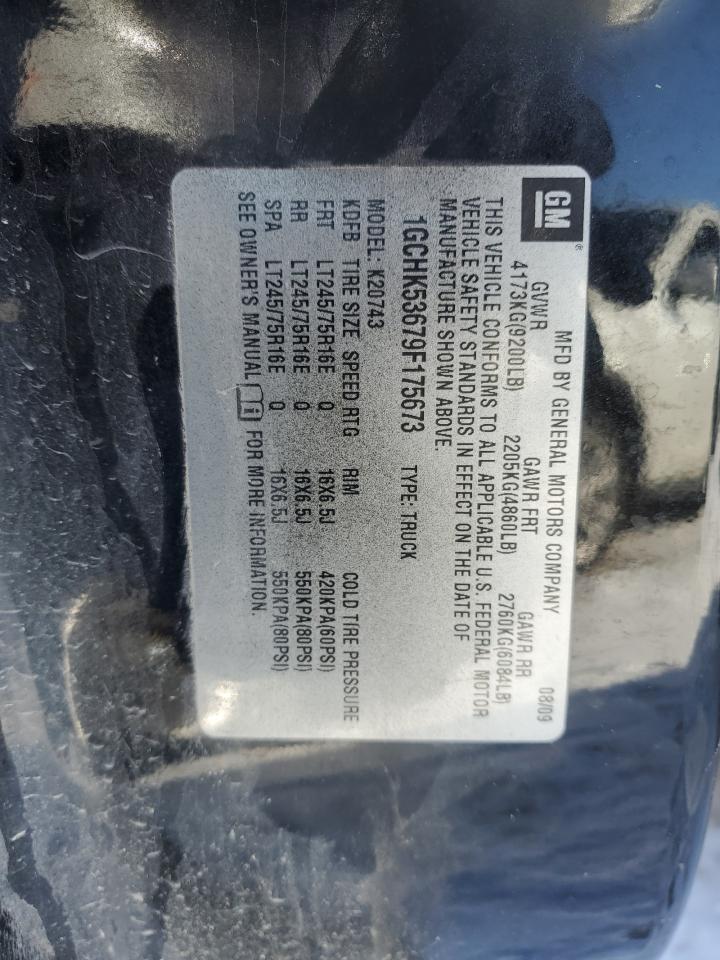 GM
MFD BY GENERAL MOTORS COMPANY 08/09
GVWR GAWR FRT GAWR RR
4173KG(9200LB) 2205KG(4860LB) 2760KG(6084LB)
THIS VEHICLE CONFORMS TO ALL APPLICABLE U.S. FEDERAL MOTOR
VEHICLE SAFETY STANDARDS IN EFFECT ON THE DATE OF
MANUFACTURE SHOWN ABOVE.
1GCHK53679F175673 TYPE: TRUCK
MODEL: K20743
KDFB TIRE SIZE SPEED RTG RIM COLD TIRE PRESSURE
FRT LT245/75R16E Q 16X6.5J 420KPA(60PSI)
RR LT245/75R16E Q 16X6.5J 550KPA(80PSI)
SPA LT245/75R16E Q 16X6.5J 550KPA(80PSI)
SEE OWNER'S MANUAL FOR MORE INFORMATION.